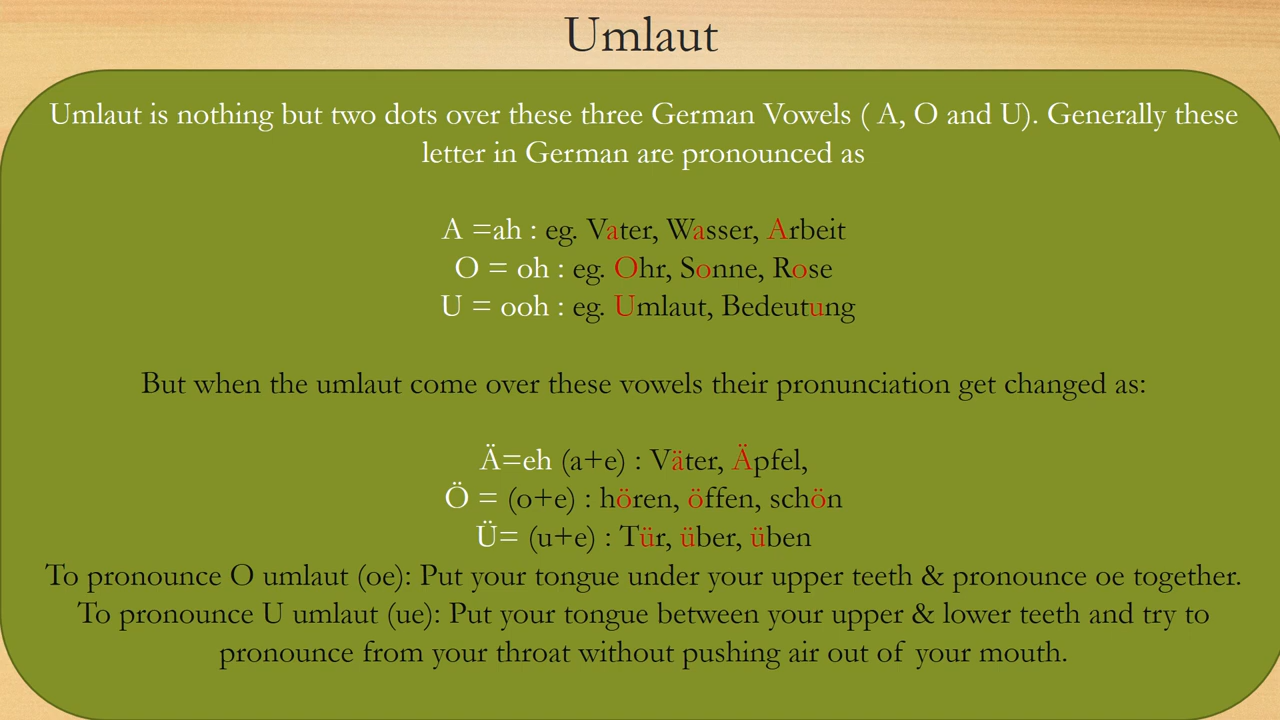 Umlaut
Umlaut is nothing but two dots over these three German Vowels ( A, O and U). Generally these
letter in German are pronounced as
A =ah : eg. Vater, Wasser, Arbeit
O = oh : eg. Ohr, Sonne, Rose
U = ooh : eg. Umlaut, Bedeutung
But when the umlaut come over these vowels their pronunciation get changed as:
Ä=eh (a+e) : Väter, Äpfel,
Ö = (o+e) : hören, öffen, schön
Ü= (u+e) : Tür, über, üben
To pronounce O umlaut (oe): Put your tongue under your upper teeth & pronounce oe together.
To pronounce U umlaut (ue): Put your tongue between your upper & lower teeth and try to
pronounce from your throat without pushing air out of your mouth.